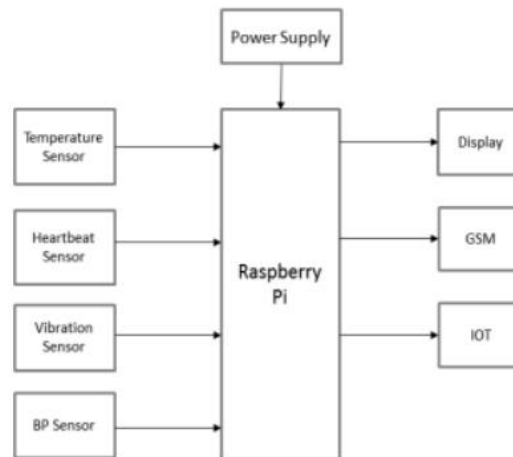 Power Supply
Temperature
Sensor
Display
Heartbeat
Sensor
GSM
Raspberry
Pi
Vibration
Sensor
IOT
BP Sensor